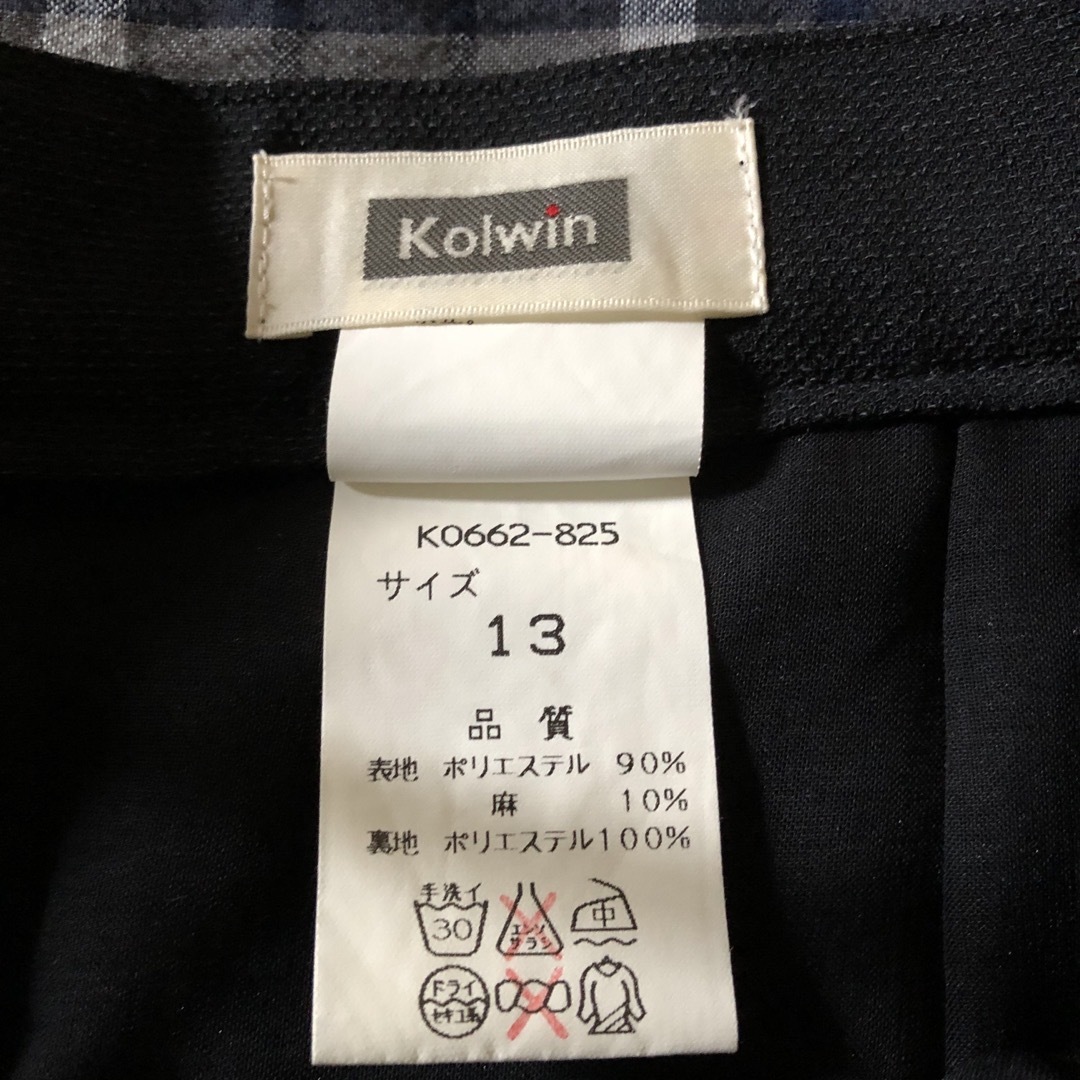 Kolwin
K0662-825
サイズ
13
品質
表地 ポリエステル 90%
麻 10%
裏地 ポリエステル100%
手洗イ
30
エンソ
サラシ
中
ドライ
セキユ系